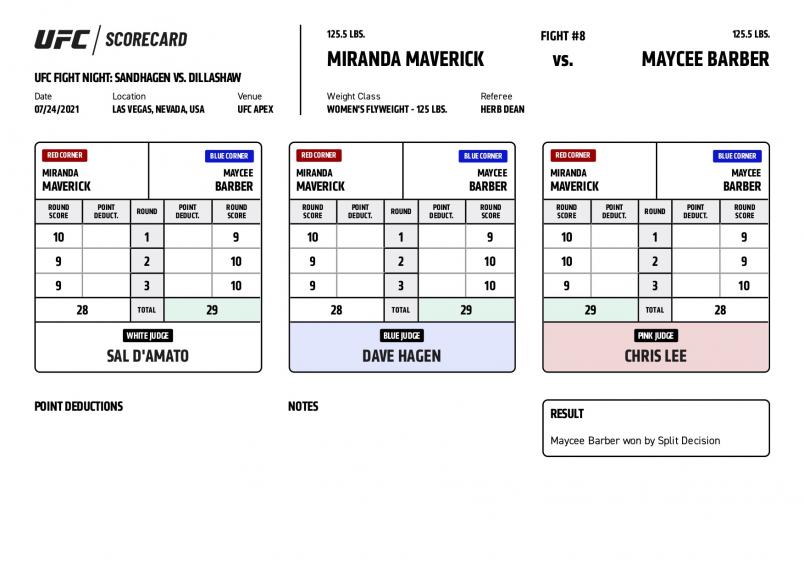 UFC SCORECARD
UFC FIGHT NIGHT: SANDHAGEN VS. DILLASHAW
Date Location Venue
07/24/2021 LAS VEGAS, NEVADA, USA UFC APEX
125.5 LBS. FIGHT #8 125.5 LBS.
MIRANDA MAVERICK VS. MAYCEE BARBER
Weight Class Referee
WOMEN'S FLYWEIGHT - 125 LBS. HERB DEAN
RED CORNER BLUE CORNER
MIRANDA MAYCEE
MAVERICK BARBER
ROUND SCORE POINT DEDUCT. ROUND POINT DEDUCT. ROUND SCORE
10 1 9
9 2 10
9 3 10
28 TOTAL 29
WHITE JUDGE
SAL D'AMATO
RED CORNER BLUE CORNER
MIRANDA MAYCEE
MAVERICK BARBER
ROUND SCORE POINT DEDUCT. ROUND POINT DEDUCT. ROUND SCORE
10 1 9
9 2 10
9 3 10
28 TOTAL 29
BLUE JUDGE
DAVE HAGEN
RED CORNER BLUE CORNER
MIRANDA MAYCEE
MAVERICK BARBER
ROUND SCORE POINT DEDUCT. ROUND POINT DEDUCT. ROUND SCORE
10 1 9
10 2 9
9 3 10
29 TOTAL 28
PINK JUDGE
CHRIS LEE
POINT DEDUCTIONS
NOTES
RESULT
Maycee Barber won by Split Decision